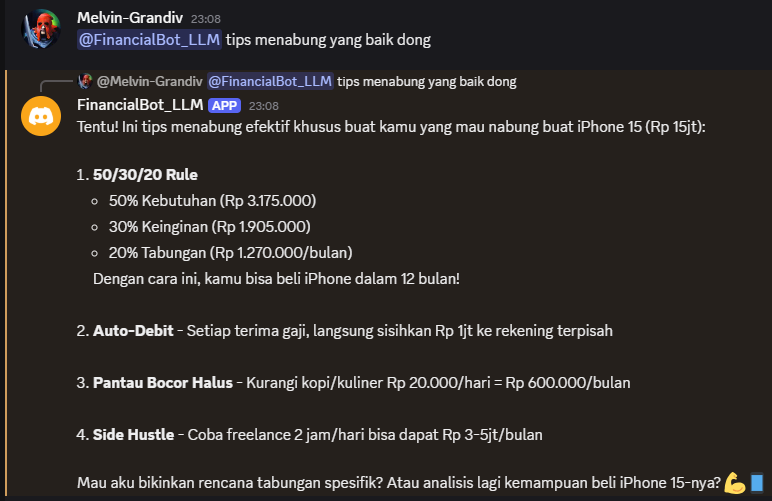 Melvin-Grandiv 23:08
@FinancialBot_LLM tips menabung yang baik dong
@Melvin-Grandiv @FinancialBot_LLM tips menabung yang baik dong
FinancialBot_LLM APP 23:08
Tentu! Ini tips menabung efektif khusus buat kamu yang mau nabung buat iPhone 15 (Rp 15jt):
1. 50/30/20 Rule
○ 50% Kebutuhan (Rp 3.175.000)
○ 30% Keinginan (Rp 1.905.000)
○ 20% Tabungan (Rp 1.270.000/bulan)
Dengan cara ini, kamu bisa beli iPhone dalam 12 bulan!
2. Auto-Debit - Setiap terima gaji, langsung sisihkan Rp 1jt ke rekening terpisah
3. Pantau Bocor Halus - Kurangi kopi/kuliner Rp 20.000/hari = Rp 600.000/bulan
4. Side Hustle - Coba freelance 2 jam/hari bisa dapat Rp 3-5jt/bulan
Mau aku bikinkan rencana tabungan spesifik? Atau analisis lagi kemampuan beli iPhone 15-nya?